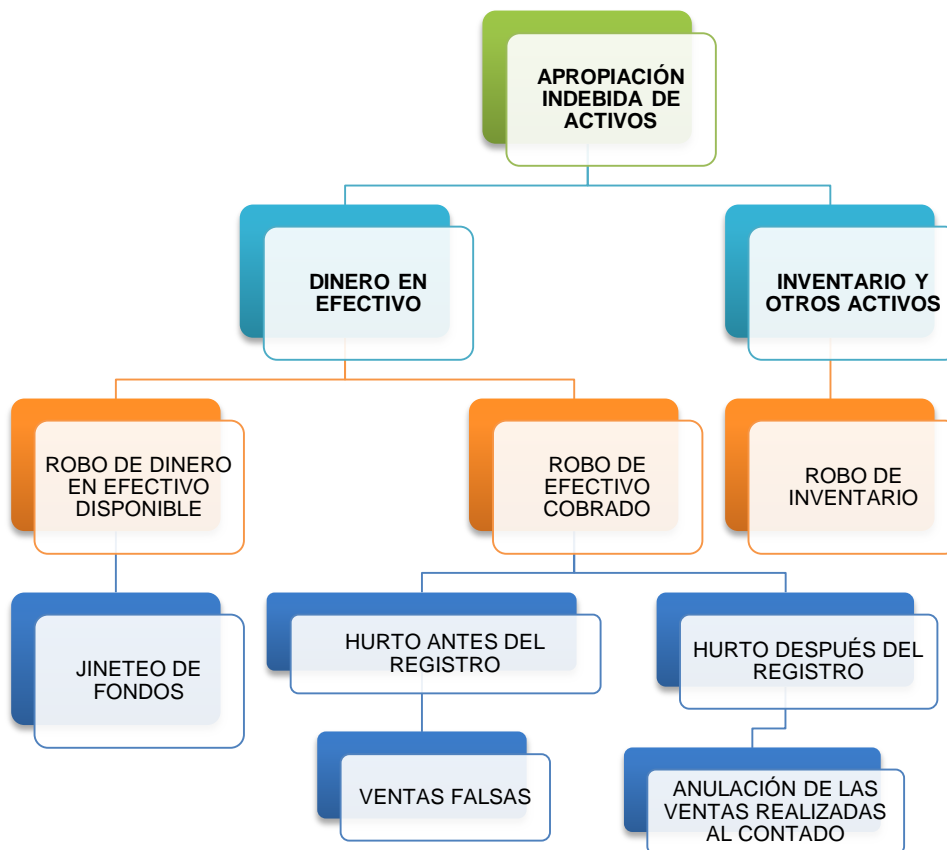 APROPIACIÓN
INDEBIDA DE
ACTIVOS
DINERO EN
EFECTIVO
INVENTARIO Y
OTROS ACTIVOS
ROBO DE DINERO
EN EFECTIVO
DISPONIBLE
ROBO DE
EFECTIVO
COBRADO
ROBO DE
INVENTARIO
JINETEO DE
FONDOS
HURTO ANTES DEL
REGISTRO
HURTO DESPUÉS DEL
REGISTRO
VENTAS FALSAS
ANULACIÓN DE LAS
VENTAS REALIZADAS
AL CONTADO